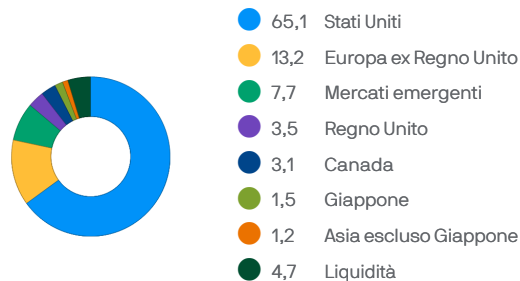 65,1 Stati Uniti
13,2 Europa ex Regno Unito
7,7 Mercati emergenti
3,5 Regno Unito
3,1 Canada
1,5 Giappone
1,2 Asia escluso Giappone
4,7 Liquidità